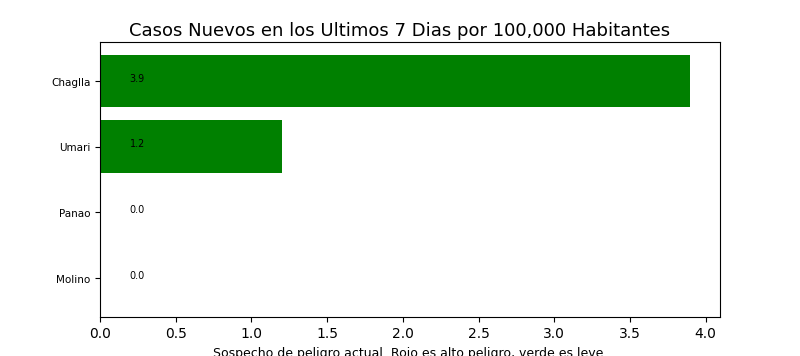 Casos Nuevos en los Ultimos 7 Dias por 100,000 Habitantes
Chaglla 3.9
Umari 1.2
Panao 0.0
Molino 0.0
0.0 0.5 1.0 1.5 2.0 2.5 3.0 3.5 4.0
Sospecho de peligro actual. Rojo es alto peligro, verde es leve